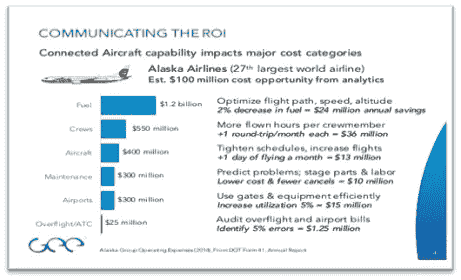 COMMUNICATING THE ROI
Connected Aircraft capability impacts major cost categories
Alaska Airlines (27th largest world airline)
Est. $100 million cost opportunity from analytics
Fuel $1.2 billion Optimize flight path, speed, altitude
2% decrease in fuel = $24 million annual savings
Crews $550 million More flown hours per crewmember
+1 round-trip/month each = $36 million
Aircraft $400 million Tighten schedules, increase flights
+1 day of flying a month = $13 million
Maintenance $300 million Predict problems; stage parts & labor
Lower cost & fewer cancels = $10 million
Airports $300 million Use gates & equipment efficiently
Increase utilization 5% = $15 million
Overflight/ATC $25 million Audit overflight and airport bills
Identify 5% errors = $1.25 million
gee
Alaska Group Operating Expenses (2014), From DOT Form 41, Annual Report